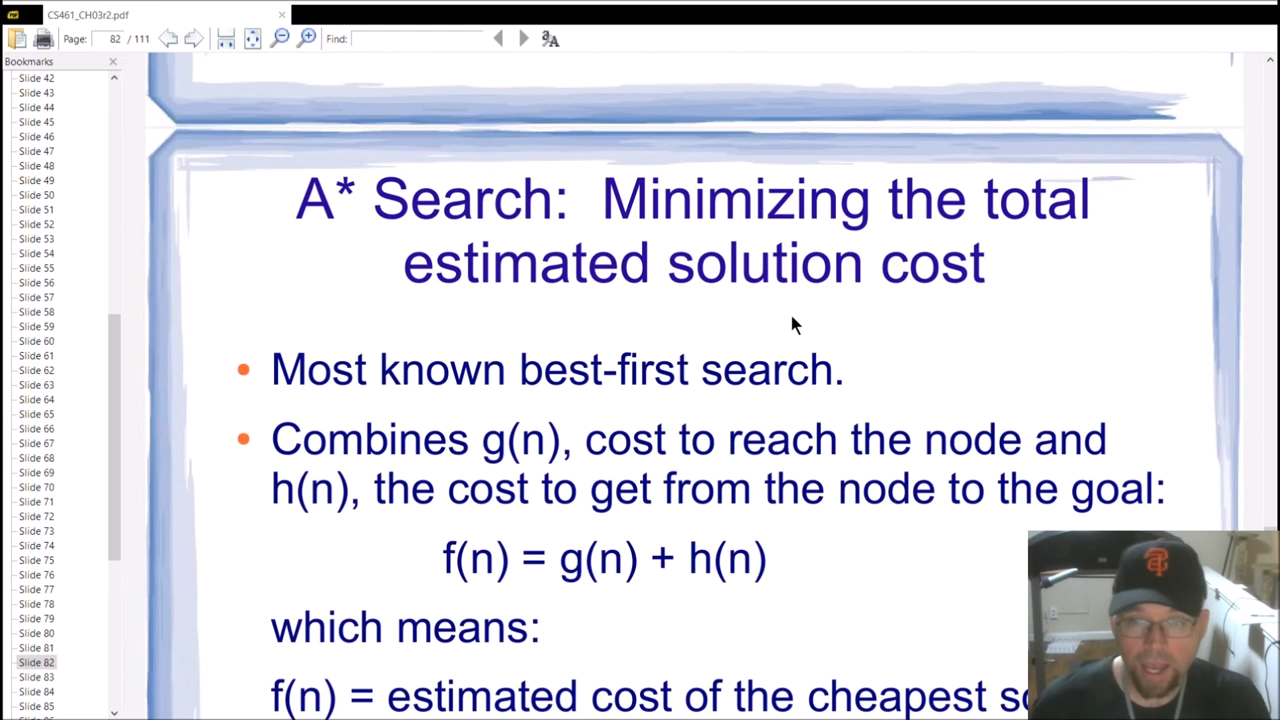 CS461_CH03r2.pdf
Page: 82 / 111
Find:
Bookmarks
Slide 42
Slide 43
Slide 44
Slide 45
Slide 46
Slide 47
Slide 48
Slide 49
Slide 50
Slide 51
Slide 52
Slide 53
Slide 54
Slide 55
Slide 56
Slide 57
Slide 58
Slide 59
Slide 60
Slide 61
Slide 62
Slide 63
Slide 64
Slide 65
Slide 66
Slide 67
Slide 68
Slide 69
Slide 70
Slide 71
Slide 72
Slide 73
Slide 74
Slide 75
Slide 76
Slide 77
Slide 78
Slide 79
Slide 80
Slide 81
Slide 82
Slide 83
Slide 84
Slide 85
A* Search: Minimizing the total
estimated solution cost
• Most known best-first search.
• Combines g(n), cost to reach the node and
h(n), the cost to get from the node to the goal:
f(n) = g(n) + h(n)
which means:
f(n) = estimated cost of the cheapest